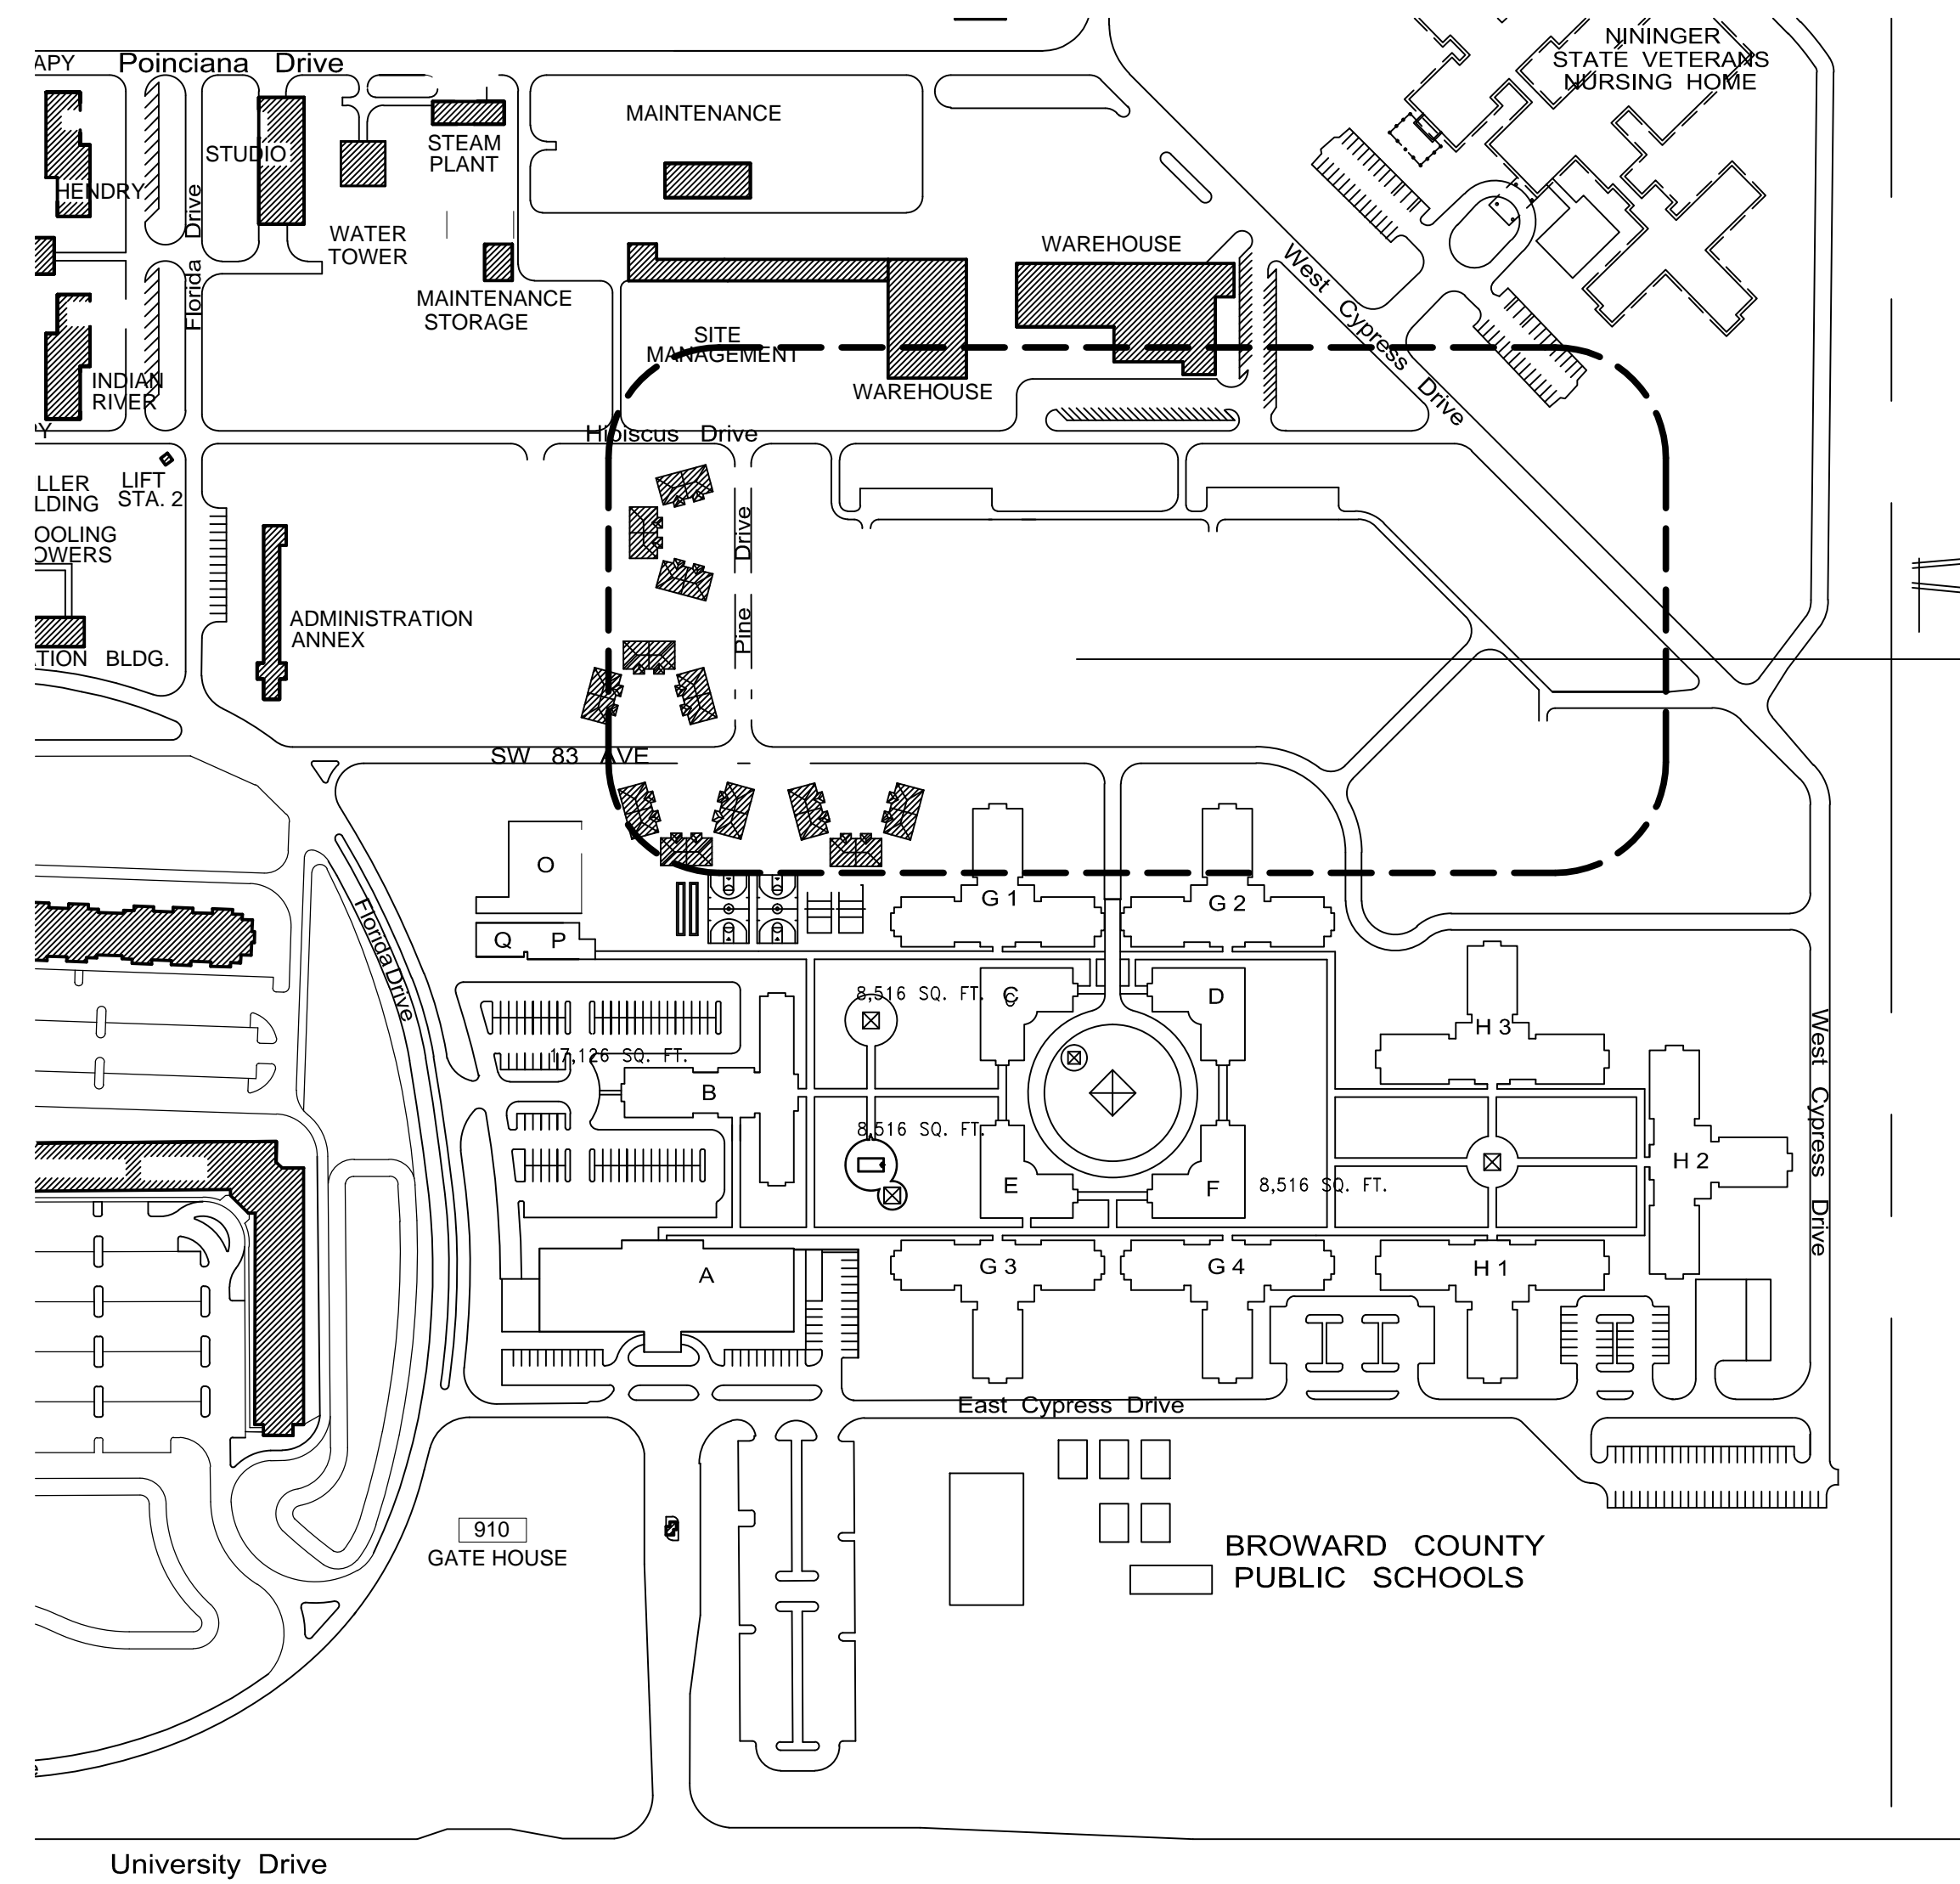 NININGER
STATE VETERANS
NURSING HOME
APY
Poinciana Drive
MAINTENANCE
STEAM
PLANT
STUDIO
HENDRY
Florida Drive
WATER
TOWER
WAREHOUSE
West Cypress Drive
MAINTENANCE
STORAGE
SITE
MANAGEMENT
WAREHOUSE
INDIAN
RIVER
Y
Hibiscus Drive
LLER
LDING
LIFT
STA. 2
OOLING
OWERS
Pine Drive
ADMINISTRATION
ANNEX
TION BLDG.
SW 83 AVE
O
G 1
G 2
Florida Drive
Q
P
8,516 SQ. FT.
C
C
D
H 3
West Cypress Drive
17,126 SQ. FT.
B
8,516 SQ. FT.
H 2
E
F
8,516 SQ. FT.
A
G 3
G 4
H 1
East Cypress Drive
910
GATE HOUSE
BROWARD COUNTY
PUBLIC SCHOOLS
University Drive